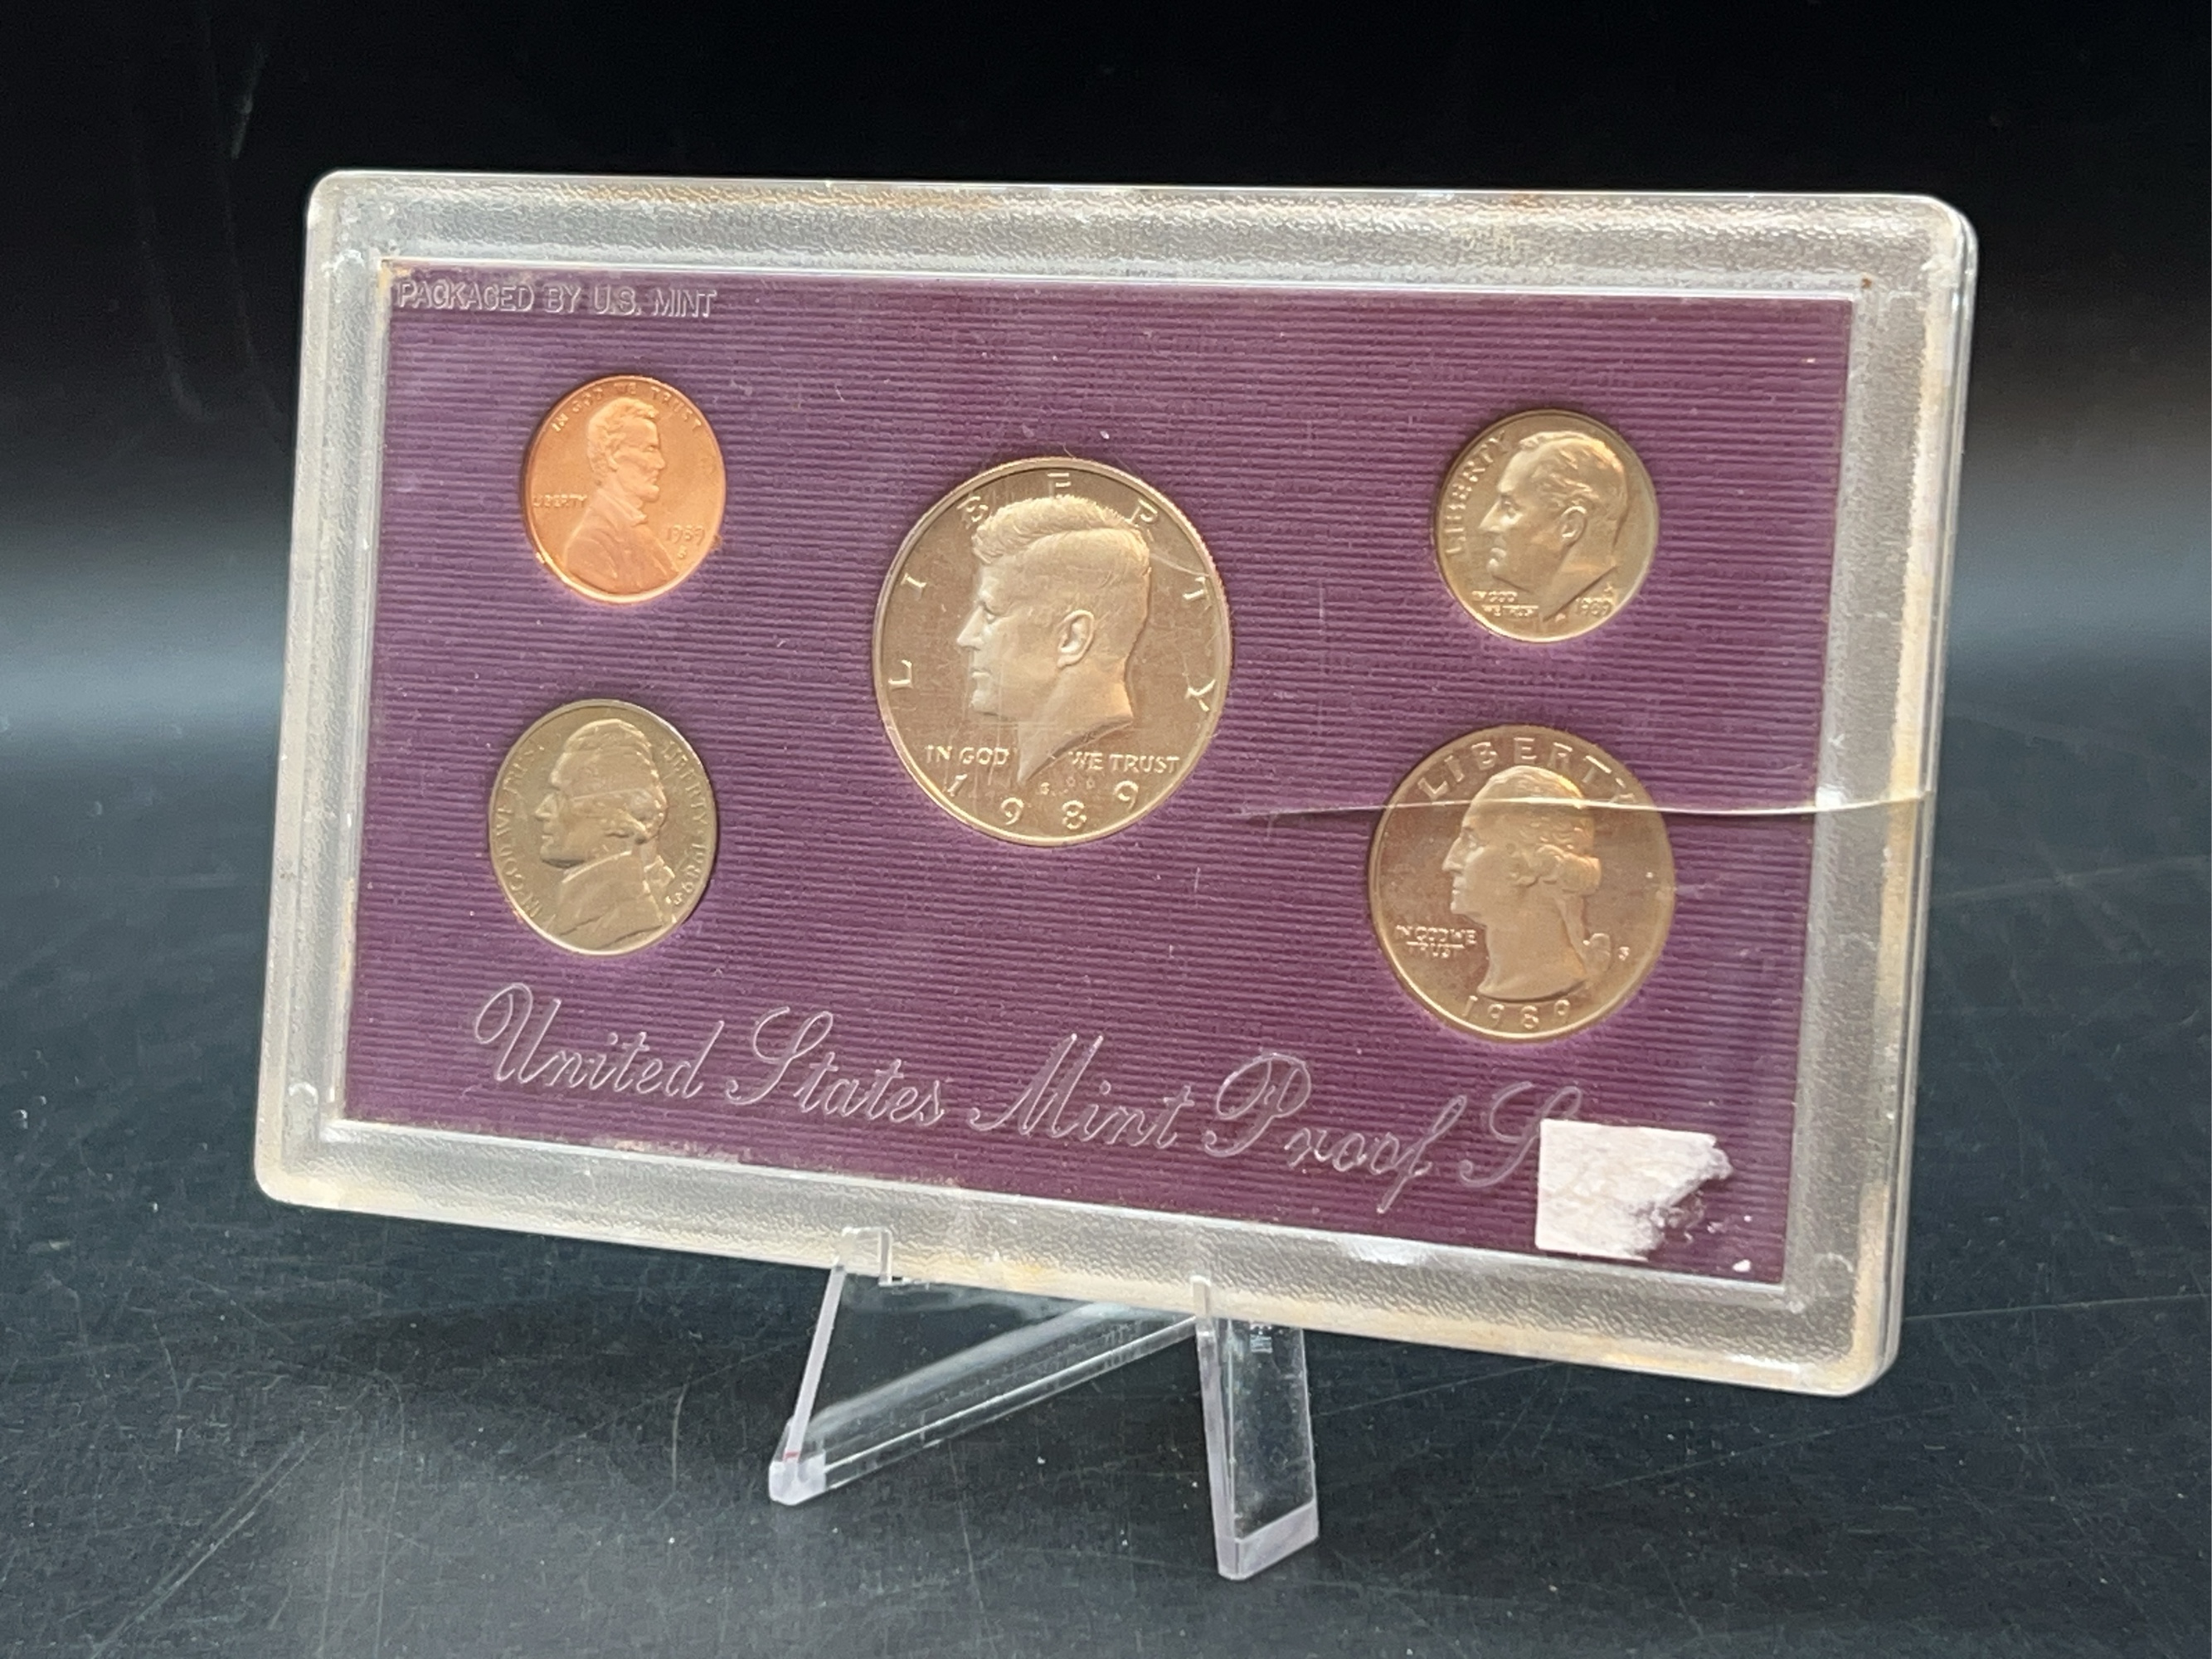 PACKAGED BY U.S. MINT
IN GOD WE TRUST
LIBERTY
1989
S
LIBERTY
IN GOD WE TRUST
S
1989
LIBERTY
IN GOD
WE TRUST
1989
S
IN GOD WE TRUST
LIBERTY 1989
S
LIBERTY
IN GOD WE
TRUST
S
1989
United States Mint Proof S